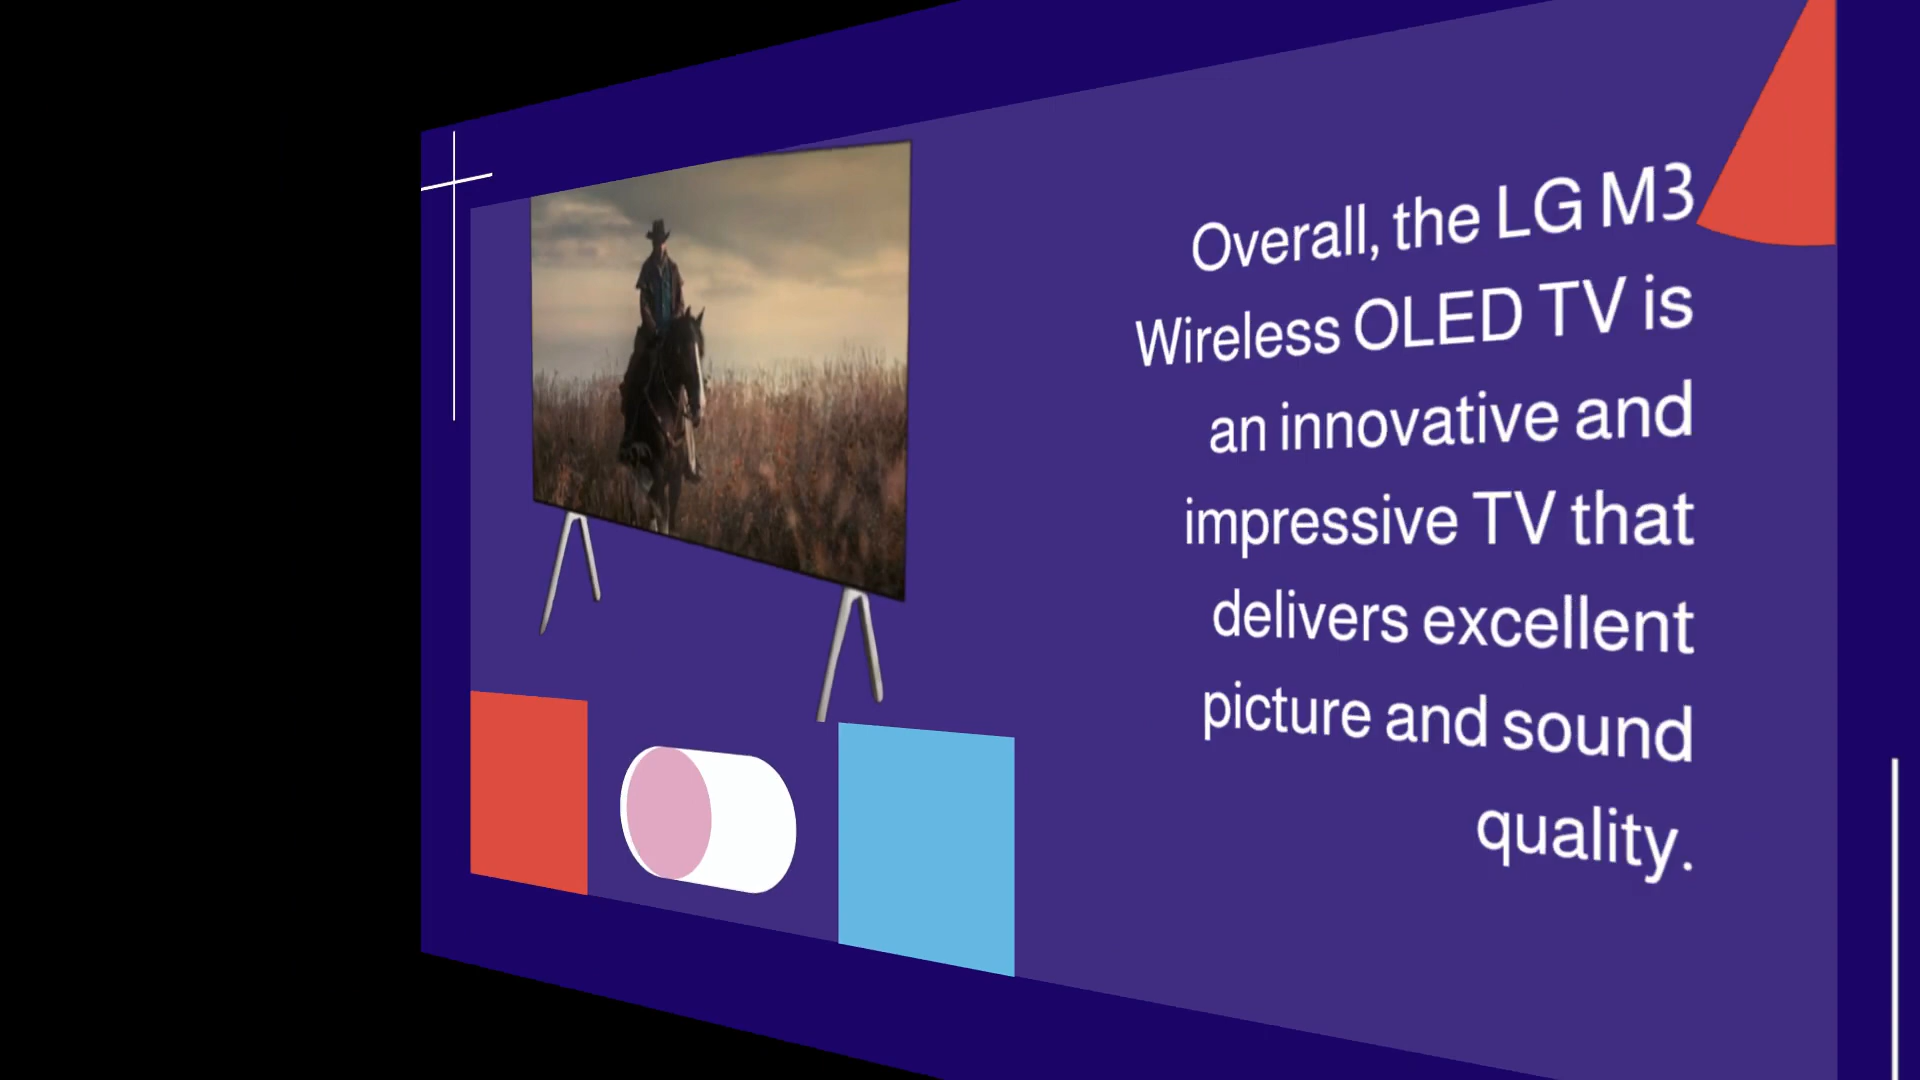 Overall, the LG M3
Wireless OLED TV is
an innovative and
impressive TV that
delivers excellent
picture and sound
quality.